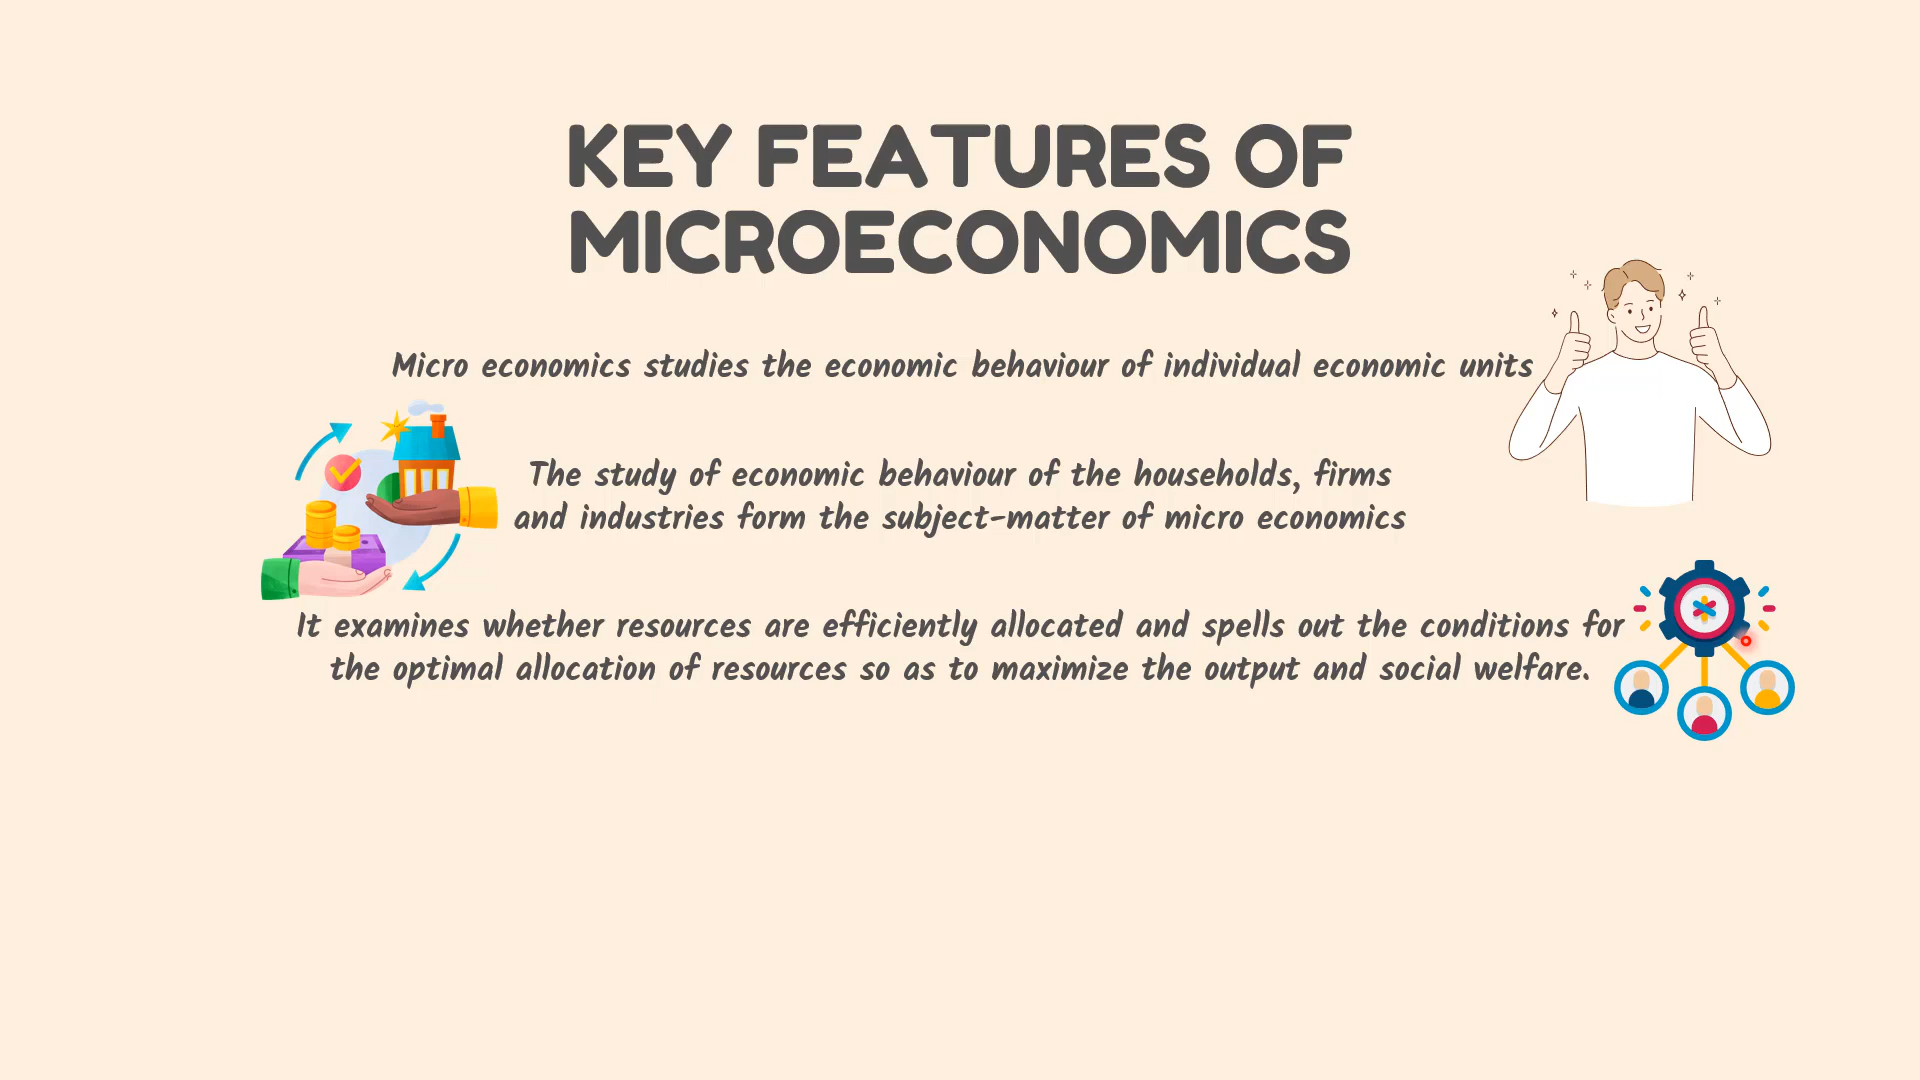 KEY FEATURES OF
MICROECONOMICS
Micro economics studies the economic behaviour of individual economic units
The study of economic behaviour of the households, firms
and industries form the subject-matter of micro economics
It examines whether resources are efficiently allocated and spells out the conditions for
the optimal allocation of resources so as to maximize the output and social welfare.